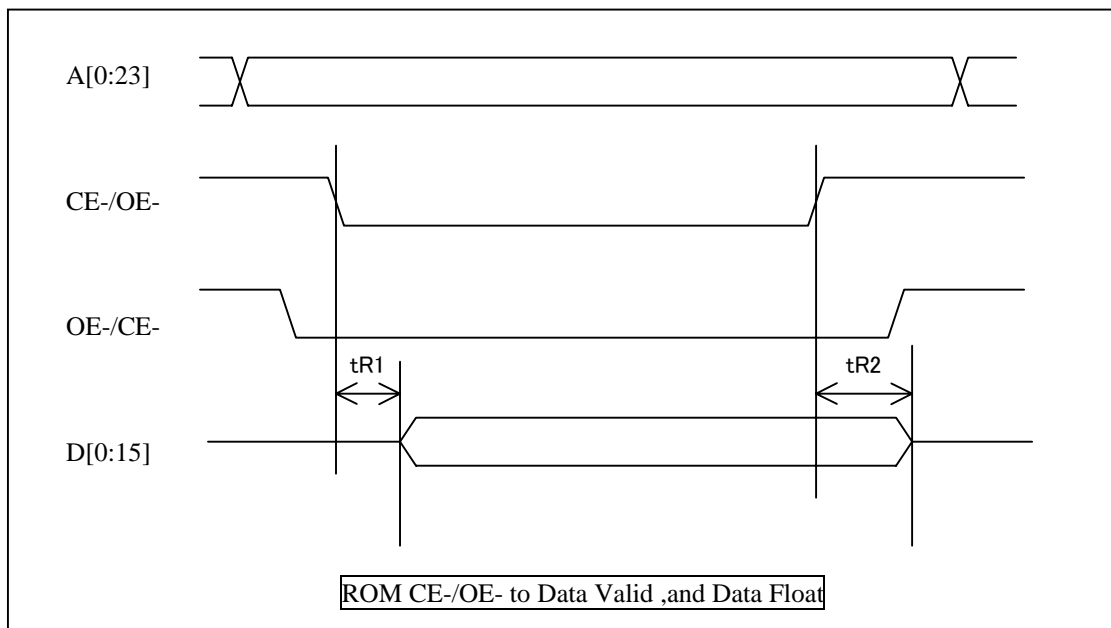 A[0:23]
CE-/OE-
OE-/CE-
tR1
tR2
D[0:15]
ROM CE-/OE- to Data Valid ,and Data Float